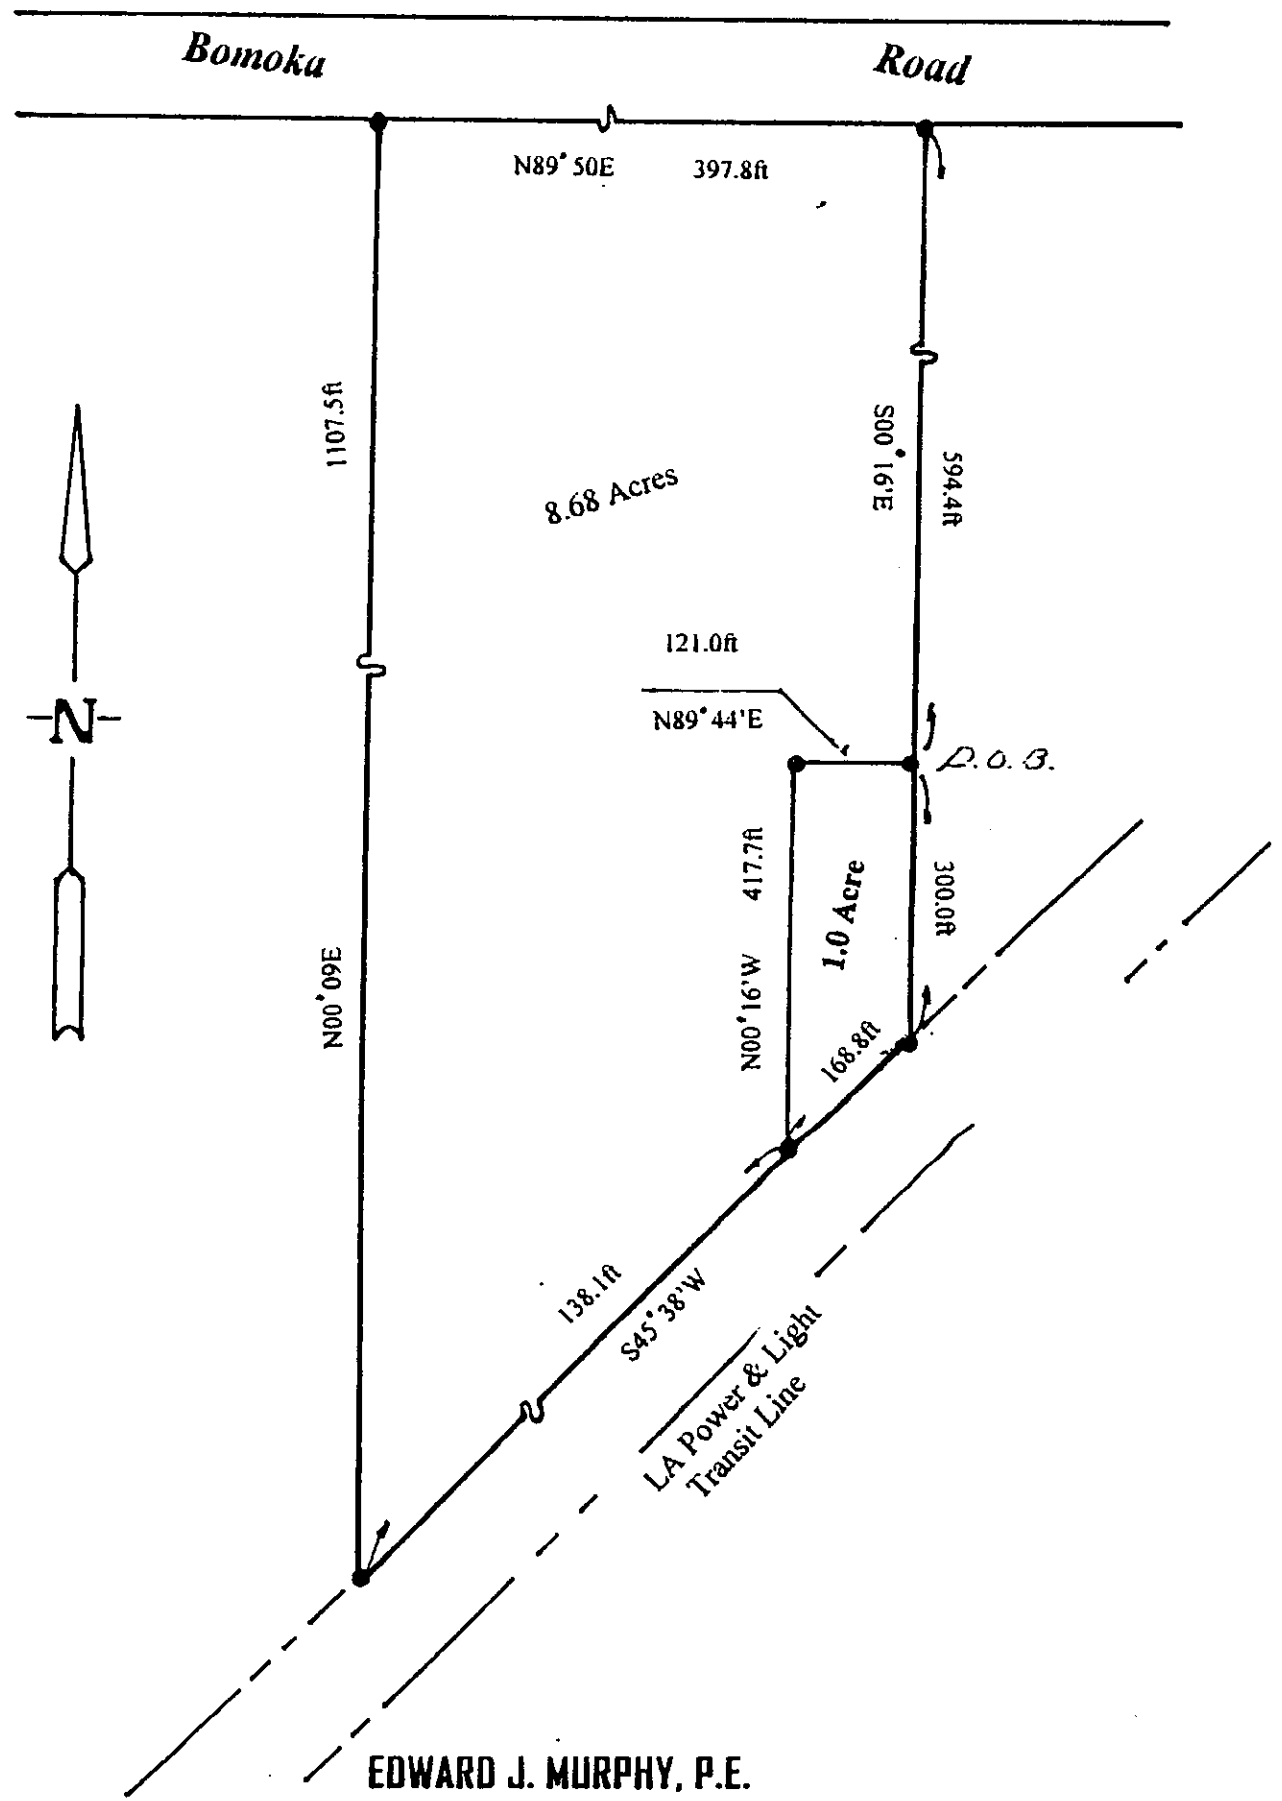 Bomoka Road
N89°50E 397.8ft
1107.5ft
N00°09E
S00°16'E
594.4ft
8.68 Acres
121.0ft
N89°44'E
P.O.B.
N
417.7ft
N00°16'W
1.0 Acre
300.0ft
168.8ft
138.1ft
S45°38'W
LA Power & Light
Transit Line
EDWARD J. MURPHY, P.E.